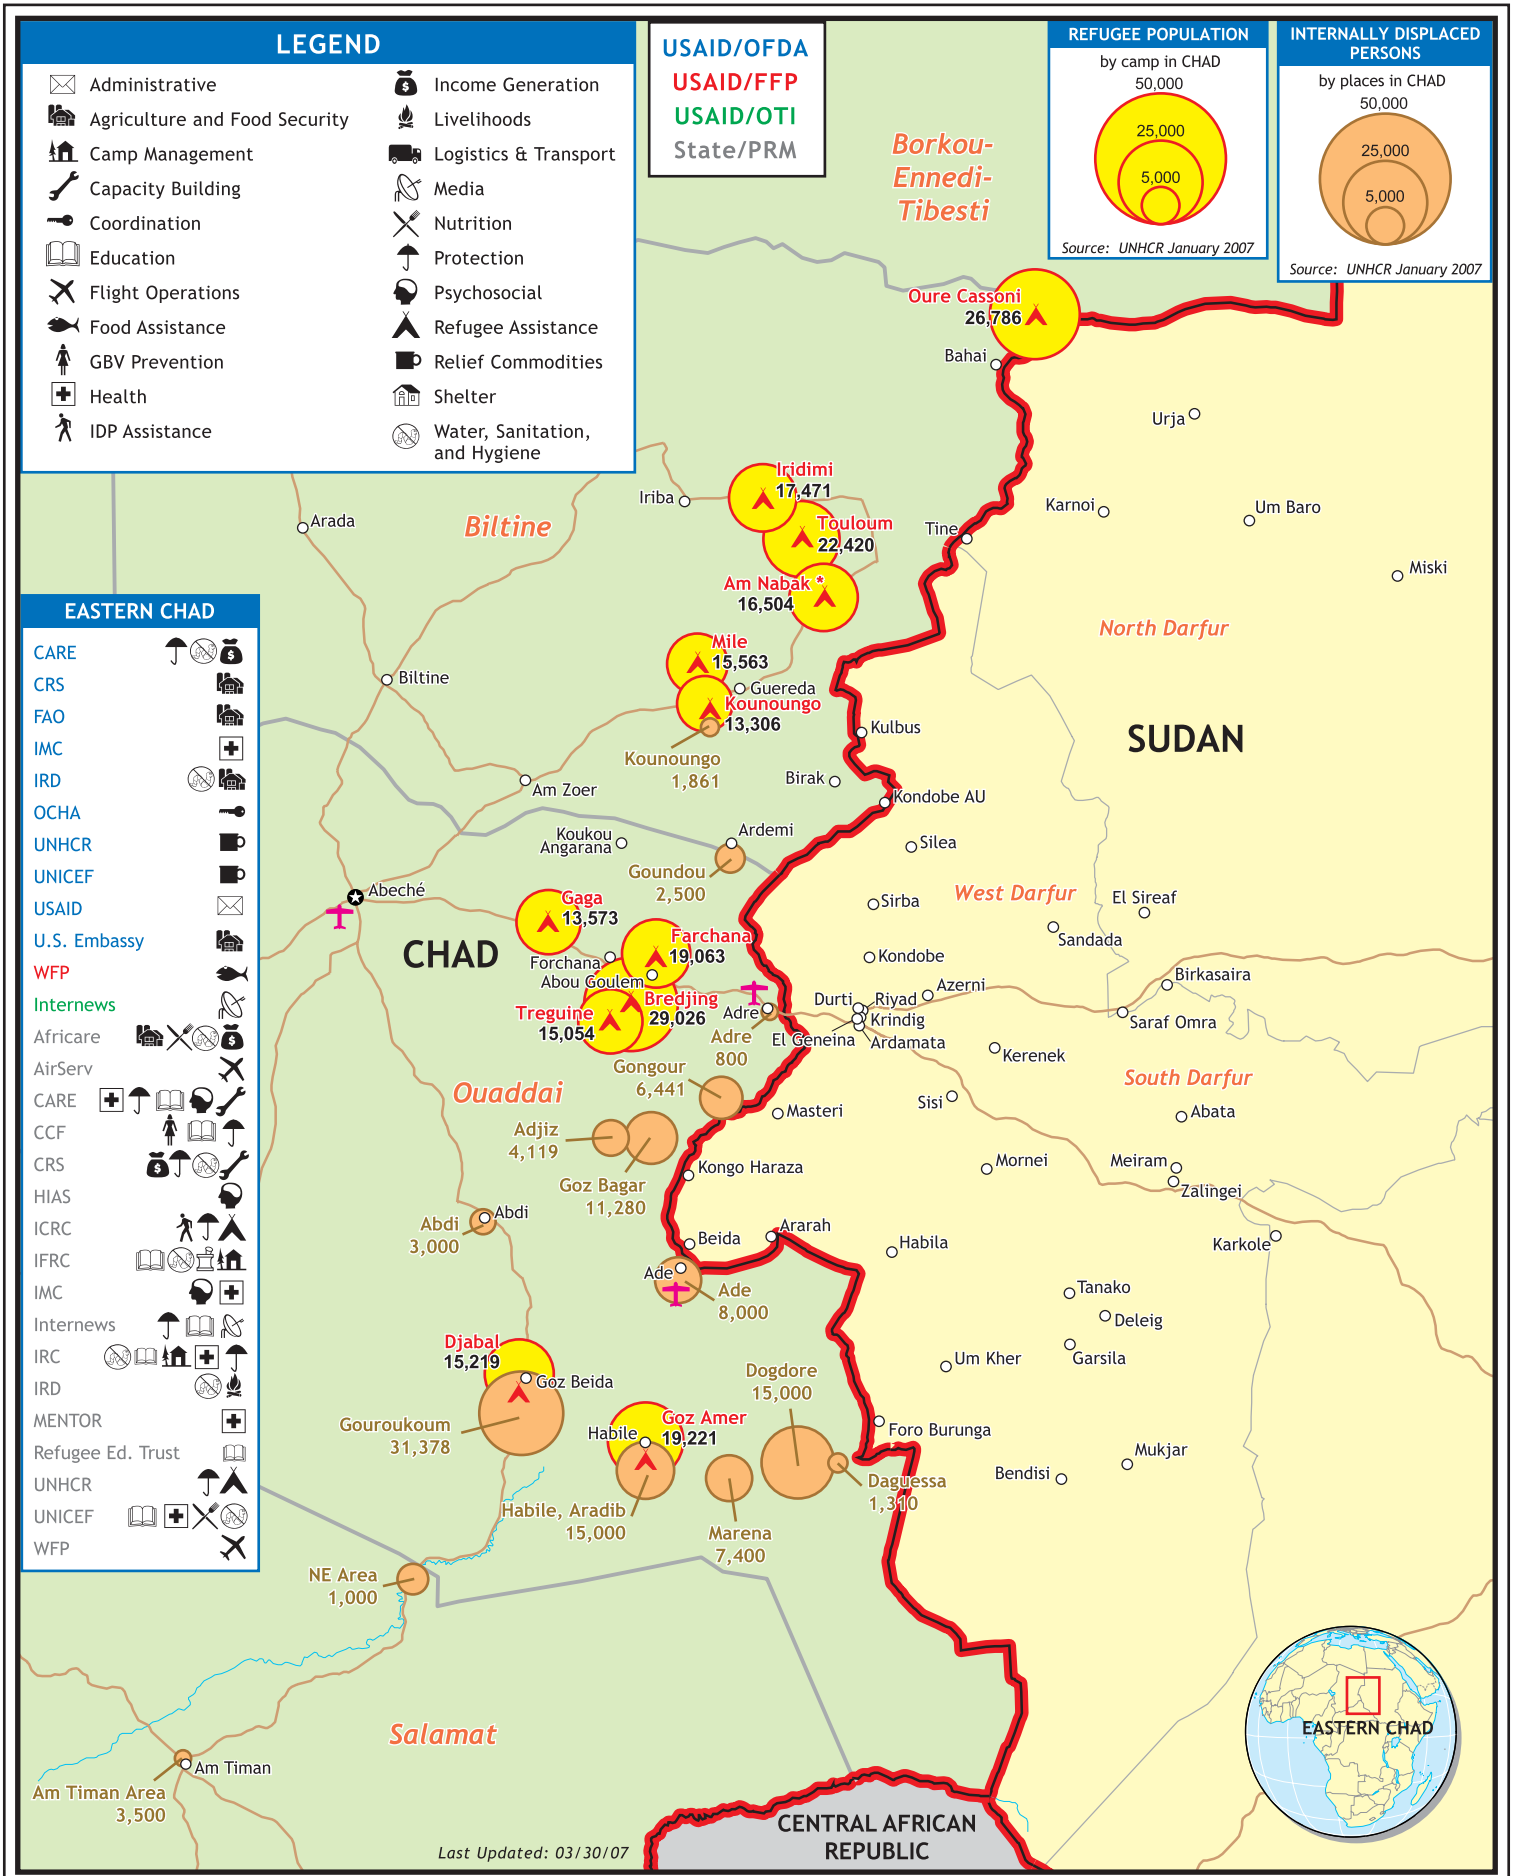 LEGEND
Administrative
Agriculture and Food Security
Camp Management
Capacity Building
Coordination
Education
Flight Operations
Food Assistance
GBV Prevention
Health
IDP Assistance
Income Generation
Livelihoods
Logistics & Transport
Media
Nutrition
Protection
Psychosocial
Refugee Assistance
Relief Commodities
Shelter
Water, Sanitation,
and Hygiene
USAID/OFDA
USAID/FFP
USAID/OTI
State/PRM
REFUGEE POPULATION
by camp in CHAD
50,000
25,000
5,000
Source: UNHCR January 2007
INTERNALLY DISPLACED
PERSONS
by places in CHAD
50,000
25,000
5,000
Source: UNHCR January 2007
Borkou-
Ennedi-
Tibesti
Oure Cassoni
26,786
Bahai
Urja
Iridimi
17,471
Iriba
Karnoi
Um Baro
Arada
Biltine
Touloum
22,420
Tine
Miski
Am Nabak *
16,504
North Darfur
Mile
15,563
Biltine
Guereda
Kounoungo
13,306
Kulbus
SUDAN
Kounoungo
1,861
Birak
Am Zoer
Kondobe AU
Koukou
Angarana
Ardemi
Silea
Goundou
2,500
Abeché
Gaga
13,573
Sirba
West Darfur
El Sireaf
Sandada
CHAD
Farchana
19,063
Forchana
Abou Goulem
Kondobe
Birkasaira
Azerni
Bredjing
29,026
Treguine
15,054
Adre
Durti
Riyad
Krindig
El Geneina
Ardamata
Saraf Omra
Adre
800
Kerenek
Gongour
6,441
South Darfur
Ouaddai
Sisi
Masteri
Abata
Adjiz
4,119
Goz Bagar
11,280
Kongo Haraza
Mornei
Meiram
Zalingei
Abdi
Abdi
3,000
Beida
Ararah
Habila
Karkole
Ade
Ade
8,000
Tanako
Deleig
Garsila
Djabal
15,219
Goz Beida
Dogdore
15,000
Um Kher
Gouroukoum
31,378
Habile
Goz Amer
19,221
Foro Burunga
Mukjar
Bendisi
Daguessa
1,310
Habile, Aradib
15,000
Marena
7,400
NE Area
1,000
Salamat
Am Timan
Am Timan Area
3,500
EASTERN CHAD
CENTRAL AFRICAN
REPUBLIC
Last Updated: 03/30/07
EASTERN CHAD
CARE
CRS
FAO
IMC
IRD
OCHA
UNHCR
UNICEF
USAID
U.S. Embassy
WFP
Internews
Africare
AirServ
CARE
CCF
CRS
HIAS
ICRC
IFRC
IMC
Internews
IRC
IRD
MENTOR
Refugee Ed. Trust
UNHCR
UNICEF
WFP